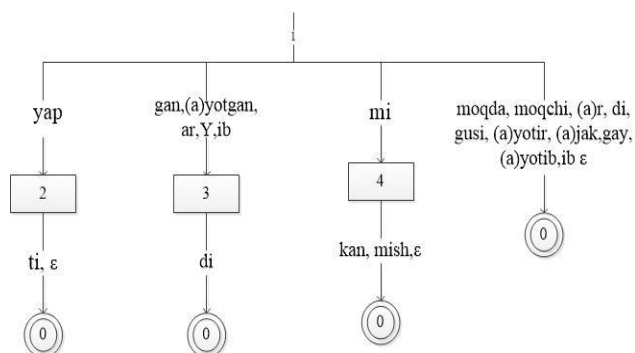 i
yap
gan,(a)yotgan,
ar,Y,ib
mi
moqda, moqchi, (a)r, di,
gusi, (a)yotir, (a)jak,gay,
(a)yotib,ib ε
2
3
4
0
ti, ε
di
kan, mish,ε
0
0
0